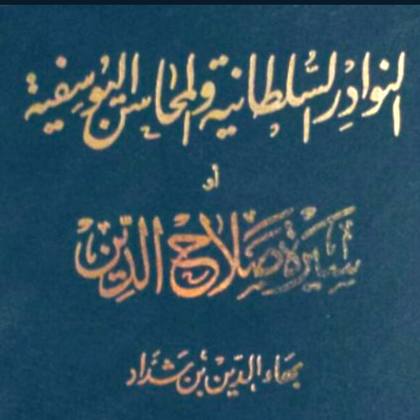 النوادر السلطانية والمحاسن اليوسفية
أو
سيرة صلاح الدين
بهاء الدين بن شداد